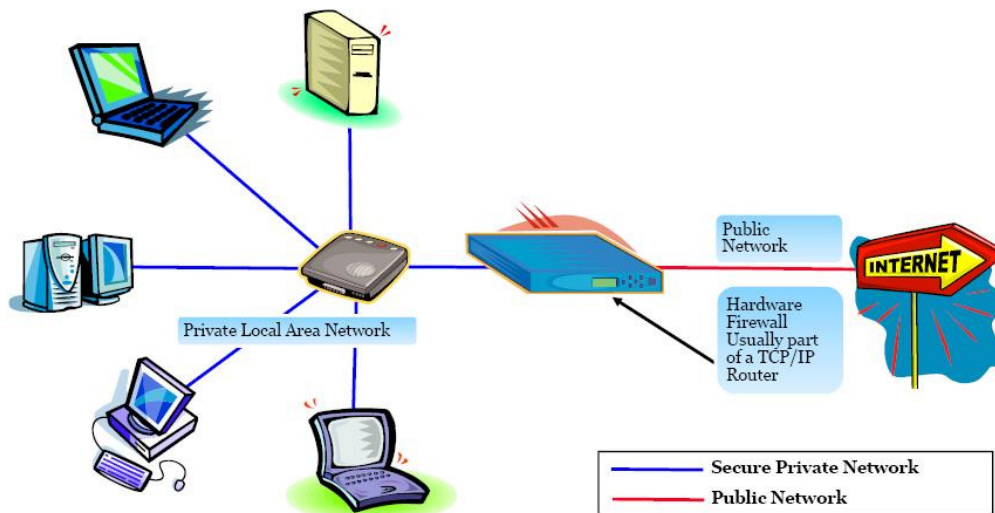 Public
Network
INTERNET
Hardware
Firewall
Usually part
of a TCP/IP
Router
Private Local Area Network
Secure Private Network
Public Network